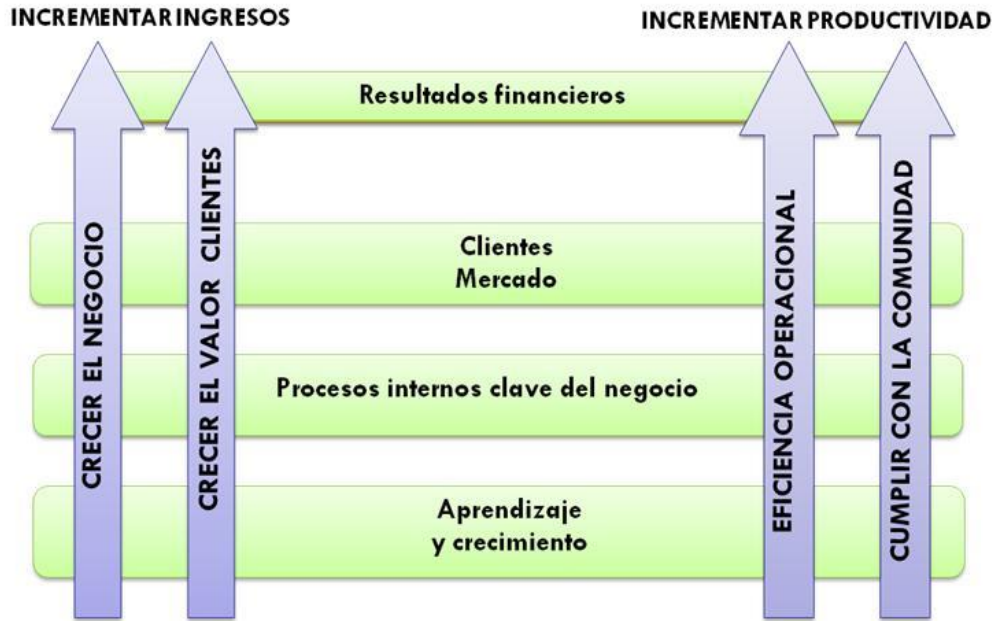 INCREMENTAR INGRESOS
INCREMENTAR PRODUCTIVIDAD
Resultados financieros
Clientes
Mercado
Procesos internos clave del negocio
Aprendizaje
y crecimiento
CRECER EL NEGOCIO
CRECER EL VALOR CLIENTES
EFICIENCIA OPERACIONAL
CUMPLIR CON LA COMUNIDAD